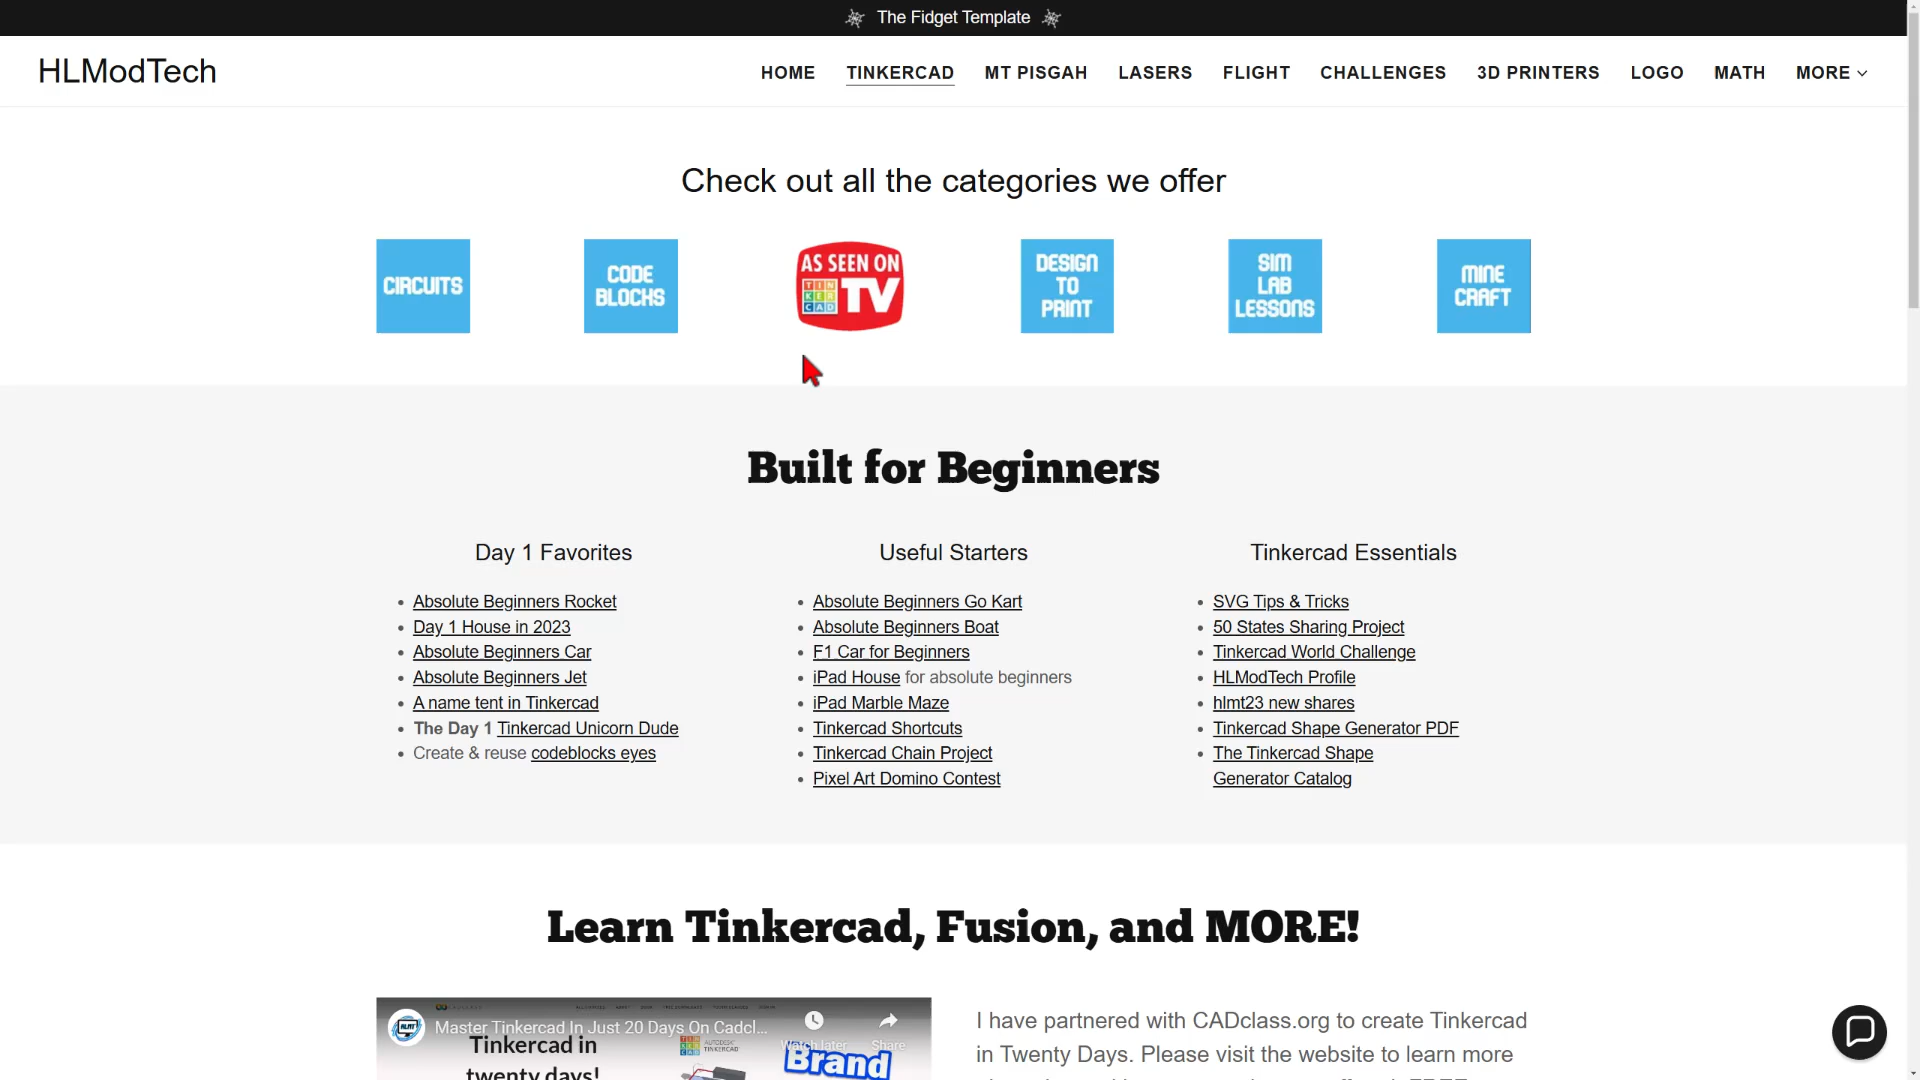 The Fidget Template
HLModTech
HOME TINKERCAD MT PISGAH LASERS FLIGHT CHALLENGES 3D PRINTERS LOGO MATH MORE
Check out all the categories we offer
CIRCUITS
CODE
BLOCKS
AS SEEN ON
TIN
KER
CAD
TV
DESIGN
TO
PRINT
SIM
LAB
LESSONS
MINE
CRAFT
Built for Beginners
Day 1 Favorites
Absolute Beginners Rocket
Day 1 House in 2023
Absolute Beginners Car
Absolute Beginners Jet
A name tent in Tinkercad
The Day 1 Tinkercad Unicorn Dude
Create & reuse codeblocks eyes
Useful Starters
Absolute Beginners Go Kart
Absolute Beginners Boat
F1 Car for Beginners
iPad House for absolute beginners
iPad Marble Maze
Tinkercad Shortcuts
Tinkercad Chain Project
Pixel Art Domino Contest
Tinkercad Essentials
SVG Tips & Tricks
50 States Sharing Project
Tinkercad World Challenge
HLModTech Profile
hlmt23 new shares
Tinkercad Shape Generator PDF
The Tinkercad Shape
Generator Catalog
Learn Tinkercad, Fusion, and MORE!
HLMT
Master Tinkercad In Just 20 Days On Cadcl...
Watch later
Share
Tinkercad in
twenty days!
AUTODESK
TINKERCAD
Brand
I have partnered with CADclass.org to create Tinkercad
in Twenty Days. Please visit the website to learn more